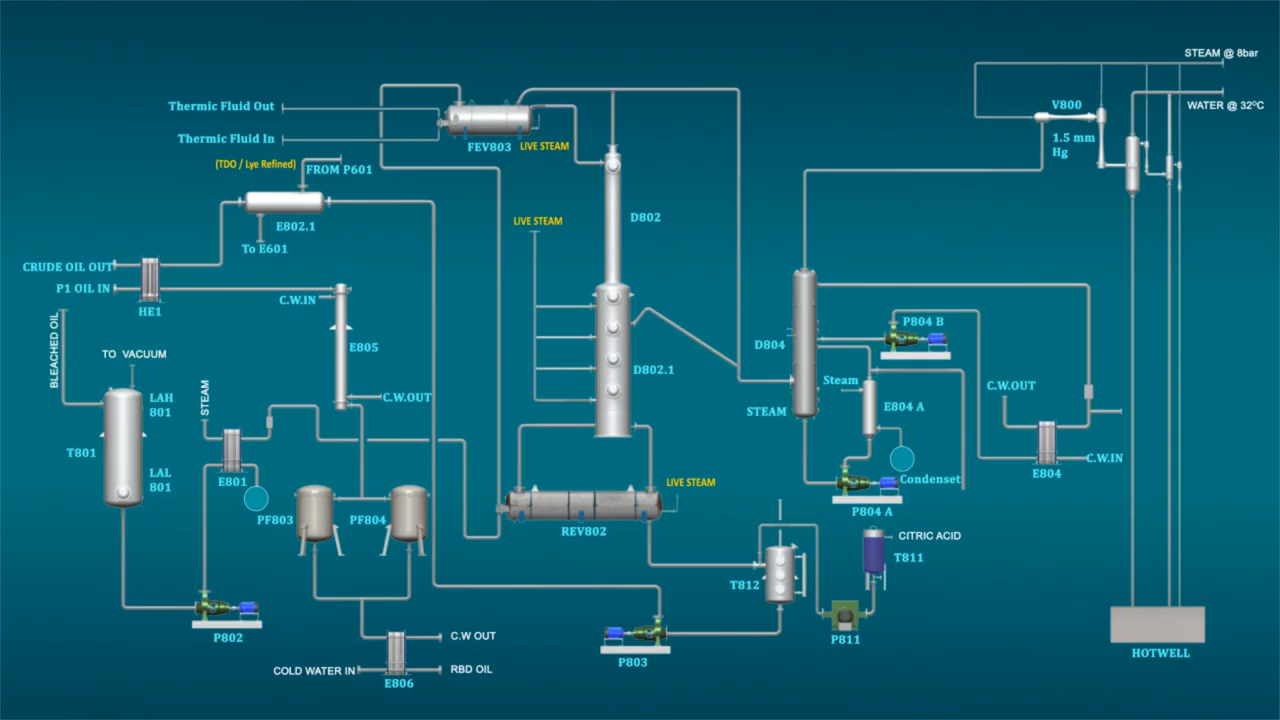 STEAM @ 8bar
WATER @ 32°C
V800
1.5 mm
Hg
Thermic Fluid Out
Thermic Fluid In
FEV803
LIVE STEAM
(TDO / Lye Refined)
FROM P601
E802.1
To E601
D802
LIVE STEAM
CRUDE OIL OUT
P1 OIL IN
HE1
C.W.IN
E805
C.W.OUT
BLEACHED OIL
TO VACUUM
LAH
801
T801
LAL
801
STEAM
E801
D802.1
D804
STEAM
P804 B
Steam
E804 A
C.W.OUT
E804
C.W.IN
Condenset
P804 A
PF803
PF804
LIVE STEAM
REV802
CITRIC ACID
T811
T812
P811
P802
C.W OUT
COLD WATER IN
RBD OIL
E806
P803
HOTWELL